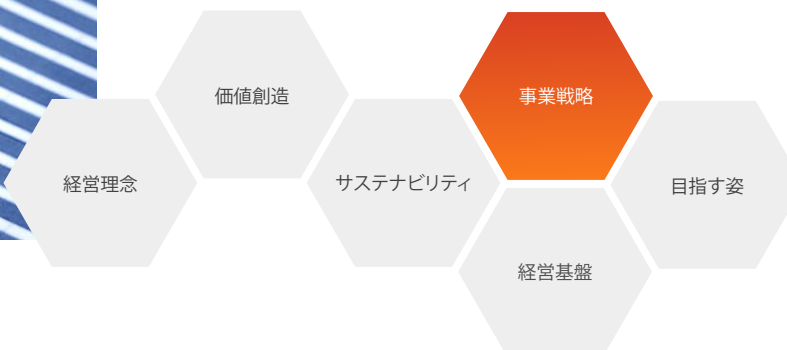 経営理念
価値創造
サステナビリティ
事業戦略
経営基盤
目指す姿